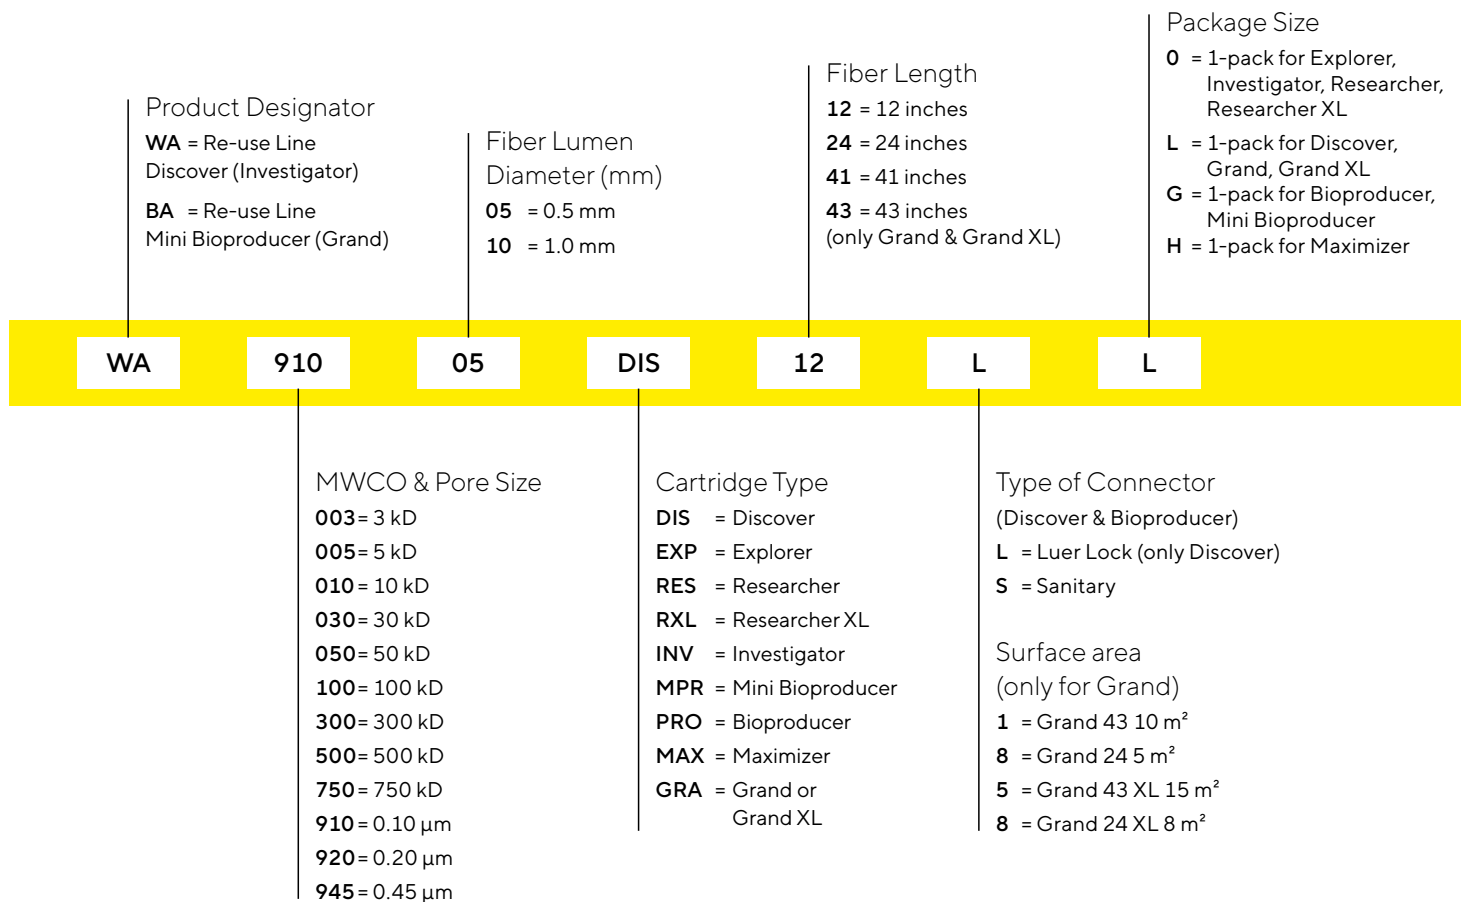 Product Designator
WA = Re-use Line
Discover (Investigator)
BA = Re-use Line
Mini Bioproducer (Grand)
Fiber Lumen
Diameter (mm)
05 = 0.5 mm
10 = 1.0 mm
Fiber Length
12 = 12 inches
24 = 24 inches
41 = 41 inches
43 = 43 inches
(only Grand & Grand XL)
Package Size
0 = 1-pack for Explorer,
Investigator, Researcher,
Researcher XL
L = 1-pack for Discover,
Grand, Grand XL
G = 1-pack for Bioproducer,
Mini Bioproducer
H = 1-pack for Maximizer
WA 910 05 DIS 12 L L
MWCO & Pore Size
003= 3 kD
005= 5 kD
010= 10 kD
030= 30 kD
050= 50 kD
100= 100 kD
300= 300 kD
500= 500 kD
750= 750 kD
910= 0.10 µm
920= 0.20 µm
945= 0.45 µm
Cartridge Type
DIS = Discover
EXP = Explorer
RES = Researcher
RXL = Researcher XL
INV = Investigator
MPR = Mini Bioproducer
PRO = Bioproducer
MAX = Maximizer
GRA = Grand or
Grand XL
Type of Connector
(Discover & Bioproducer)
L = Luer Lock (only Discover)
S = Sanitary
Surface area
(only for Grand)
1 = Grand 43 10 m²
8 = Grand 24 5 m²
5 = Grand 43 XL 15 m²
8 = Grand 24 XL 8 m²